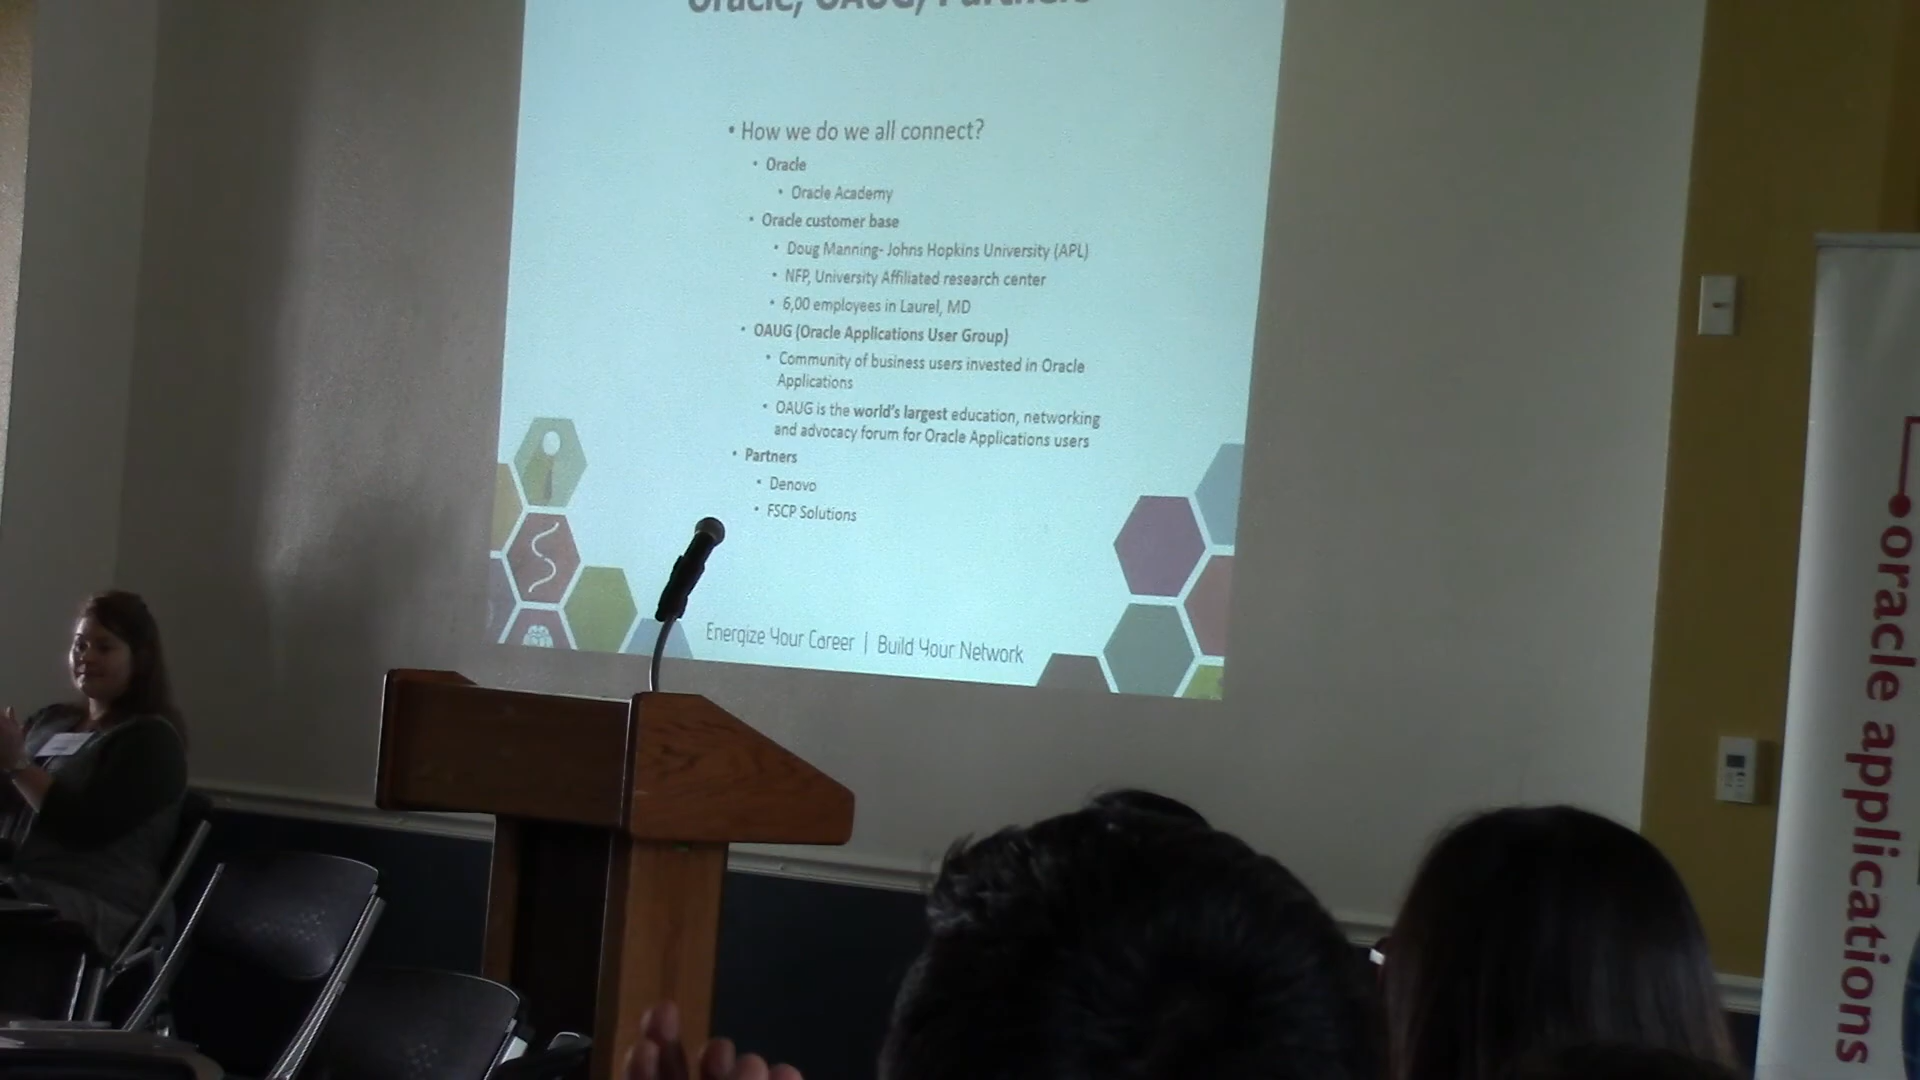 Oracle, OAUG, Partners
• How we do we all connect?
• Oracle
• Oracle Academy
• Oracle customer base
• Doug Manning- Johns Hopkins University (APL)
• NFP, University Affiliated research center
• 6,00 employees in Laurel, MD
• OAUG (Oracle Applications User Group)
• Community of business users invested in Oracle
Applications
• OAUG is the world's largest education, networking
and advocacy forum for Oracle Applications users
• Partners
• Denovo
• FSCP Solutions
Energize Your Career | Build Your Network
oracle applications